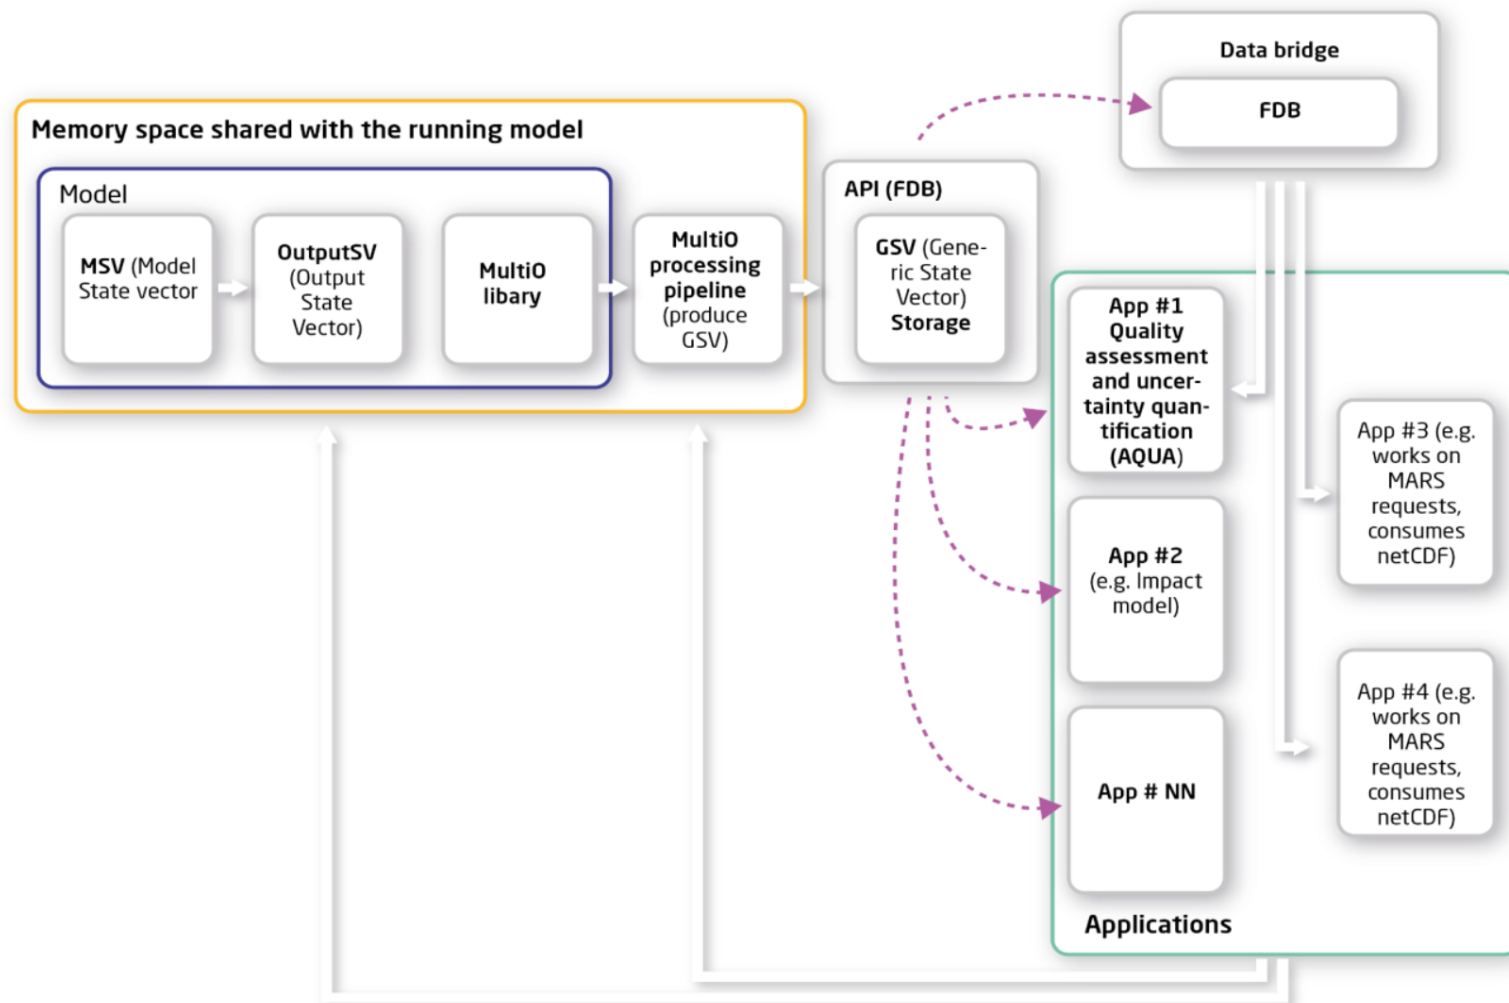 Data bridge
FDB
Memory space shared with the running model
Model
MSV (Model
State vector
OutputSV
(Output
State
Vector)
MultiO
libary
MultiO
processing
pipeline
(produce
GSV)
API (FDB)
GSV (Gene-
ric State
Vector)
Storage
App #1
Quality
assessment
and uncer-
tainty quan-
tification
(AQUA)
App #2
(e.g. Impact
model)
App # NN
App #3 (e.g.
works on
MARS
requests,
consumes
netCDF)
App #4 (e.g.
works on
MARS
requests,
consumes
netCDF)
Applications